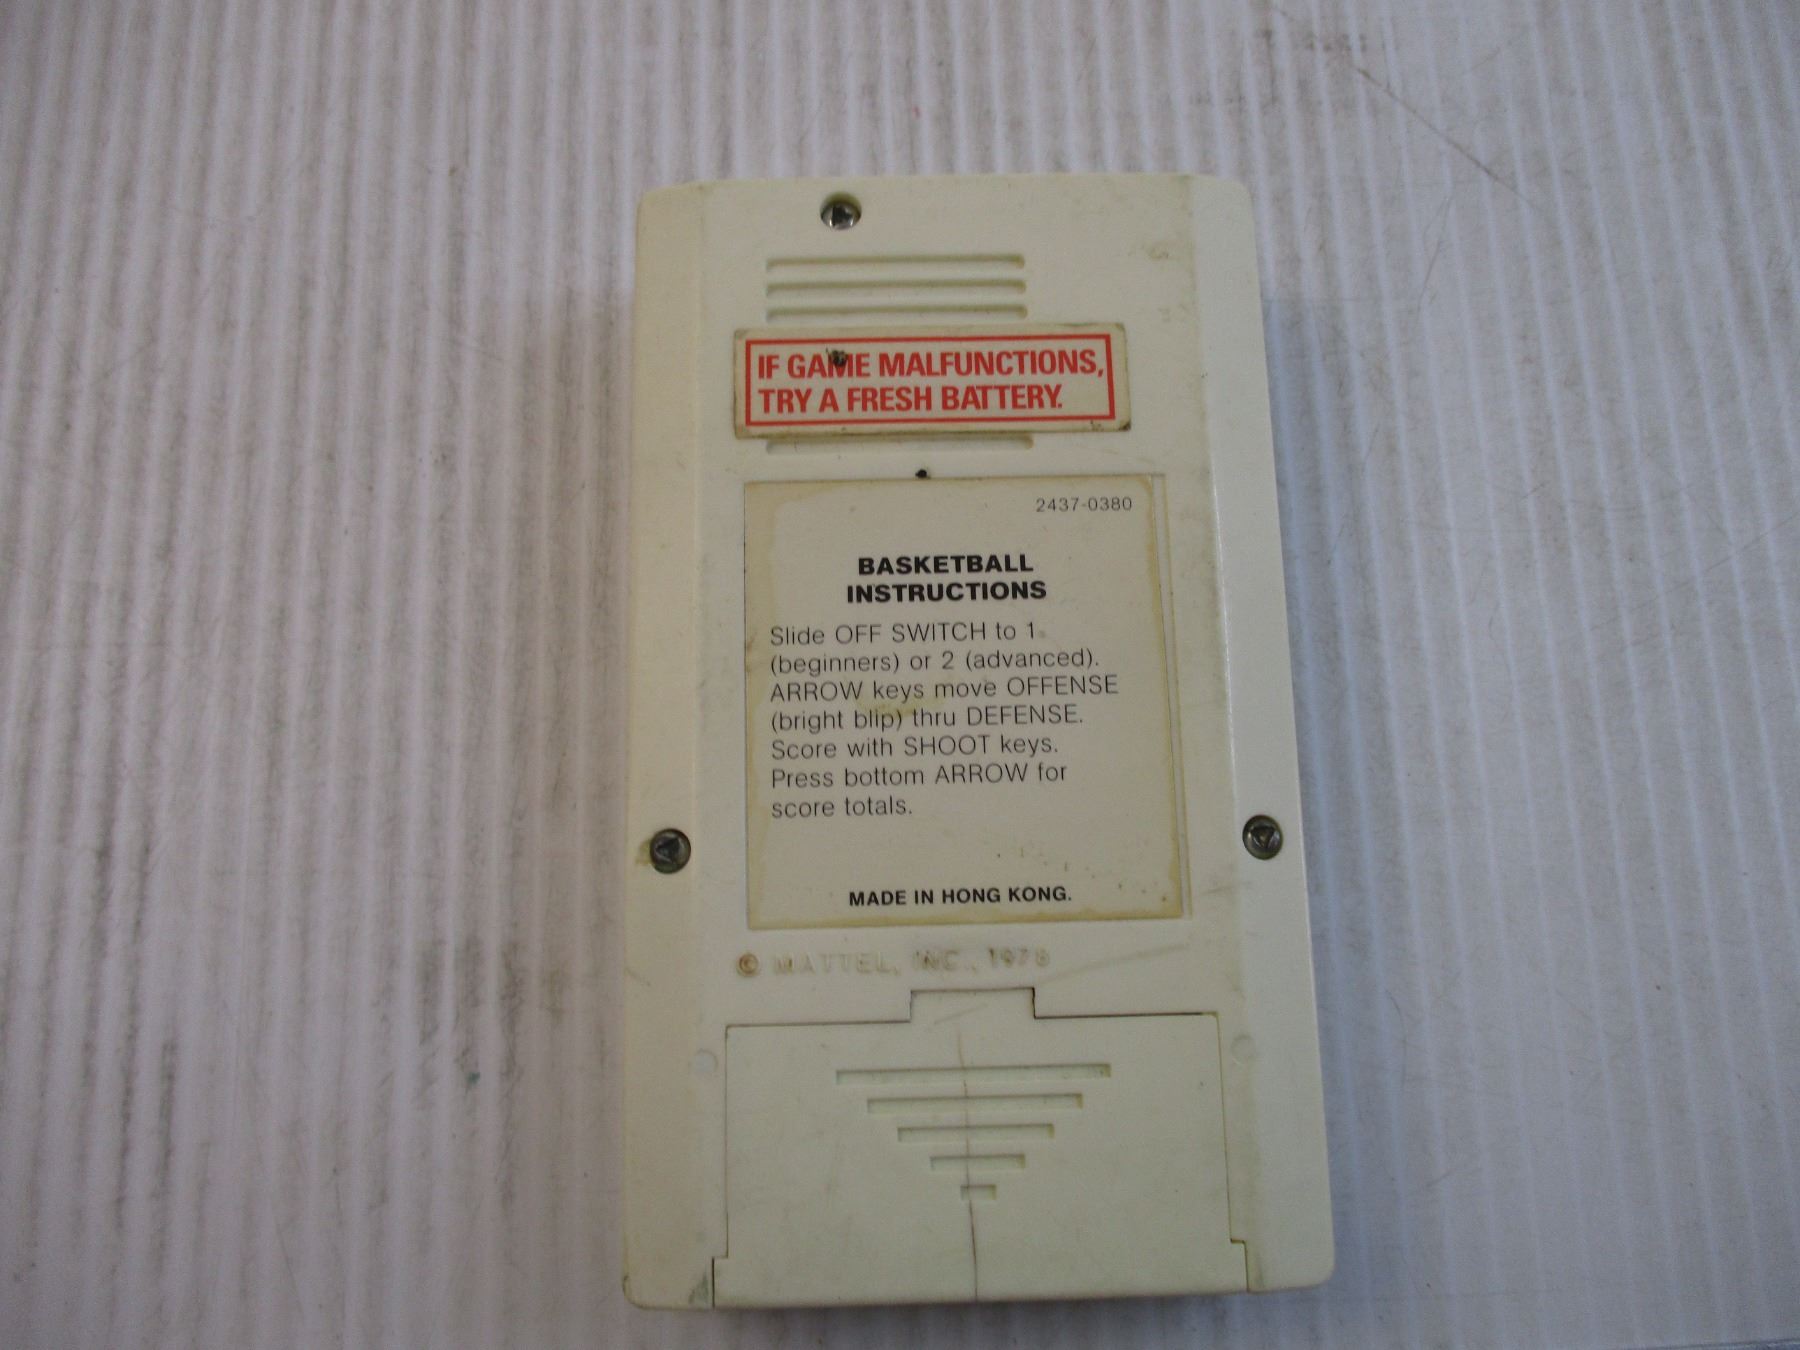 IF GAME MALFUNCTIONS,
TRY A FRESH BATTERY.
2437-0380
BASKETBALL
INSTRUCTIONS
Slide OFF SWITCH to 1
(beginners) or 2 (advanced).
ARROW keys move OFFENSE
(bright blip) thru DEFENSE.
Score with SHOOT keys.
Press bottom ARROW for
score totals.
MADE IN HONG KONG.
© MATTEL, INC., 1978